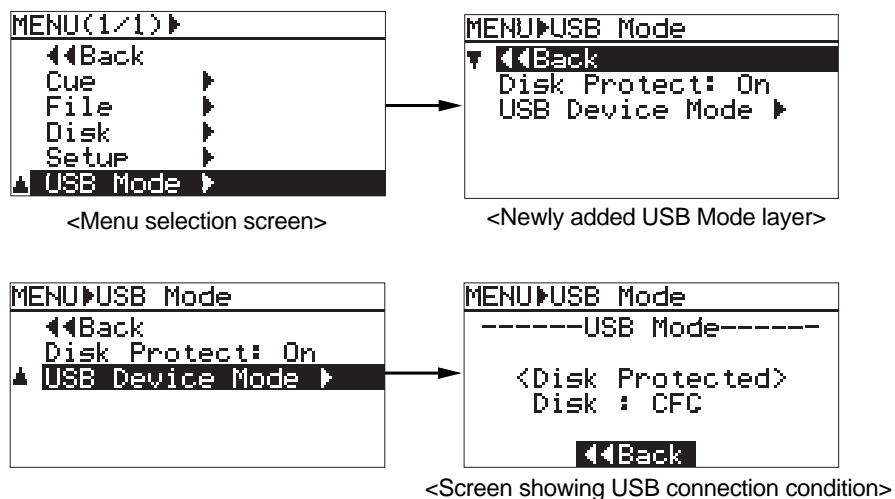 MENU(1/1)▶
◀◀Back
Cue ▶
File ▶
Disk ▶
Setup ▶
▲ USB Mode ▶
<Menu selection screen>
MENU▶USB Mode
▼ ◀◀Back
Disk Protect: On
USB Device Mode ▶
<Newly added USB Mode layer>
MENU▶USB Mode
◀◀Back
Disk Protect: On
▲ USB Device Mode ▶
MENU▶USB Mode
------USB Mode------
<Disk Protected>
Disk : CFC
◀◀Back
<Screen showing USB connection condition>